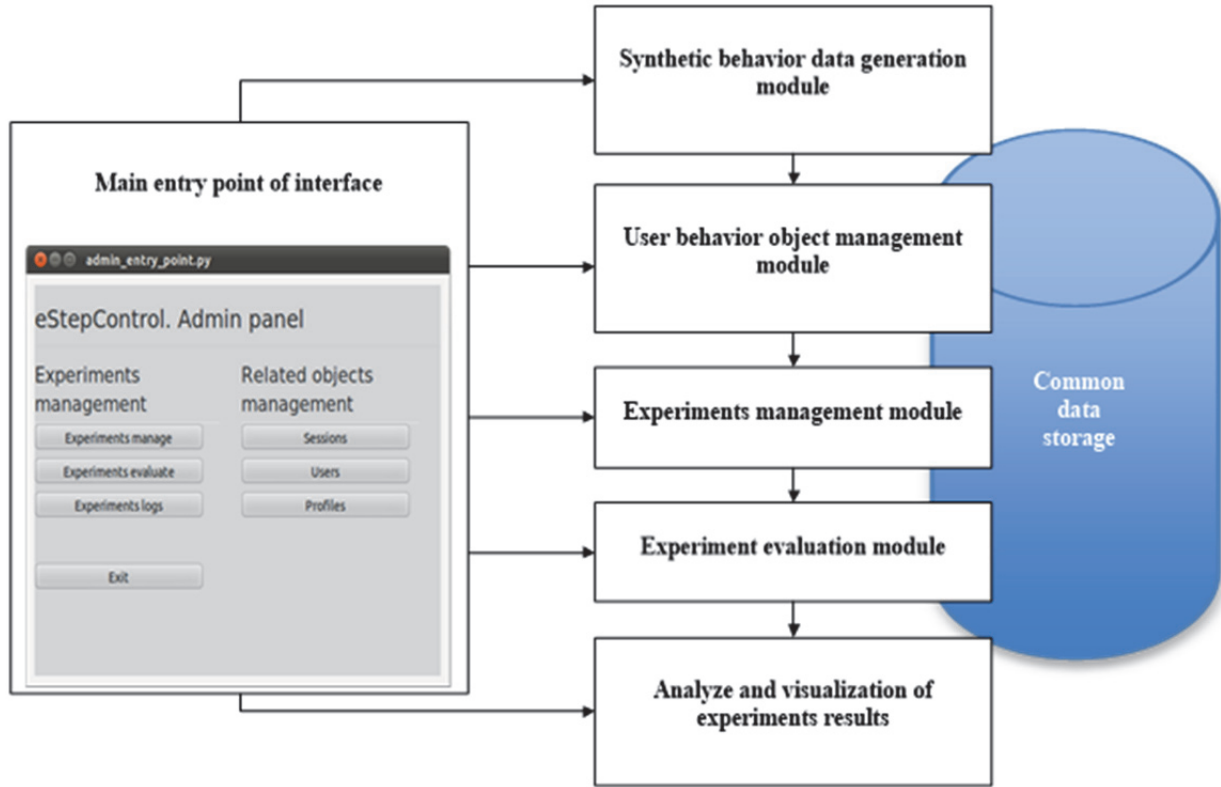 Synthetic behavior data generation
module
Main entry point of interface
admin_entry_point.py
eStepControl. Admin panel
Experiments
management
Related objects
management
Experiments manage
Sessions
Experiments evaluate
Users
Experiments logs
Profiles
Exit
User behavior object management
module
Experiments management module
Experiment evaluation module
Analyze and visualization of
experiments results
Common
data
storage